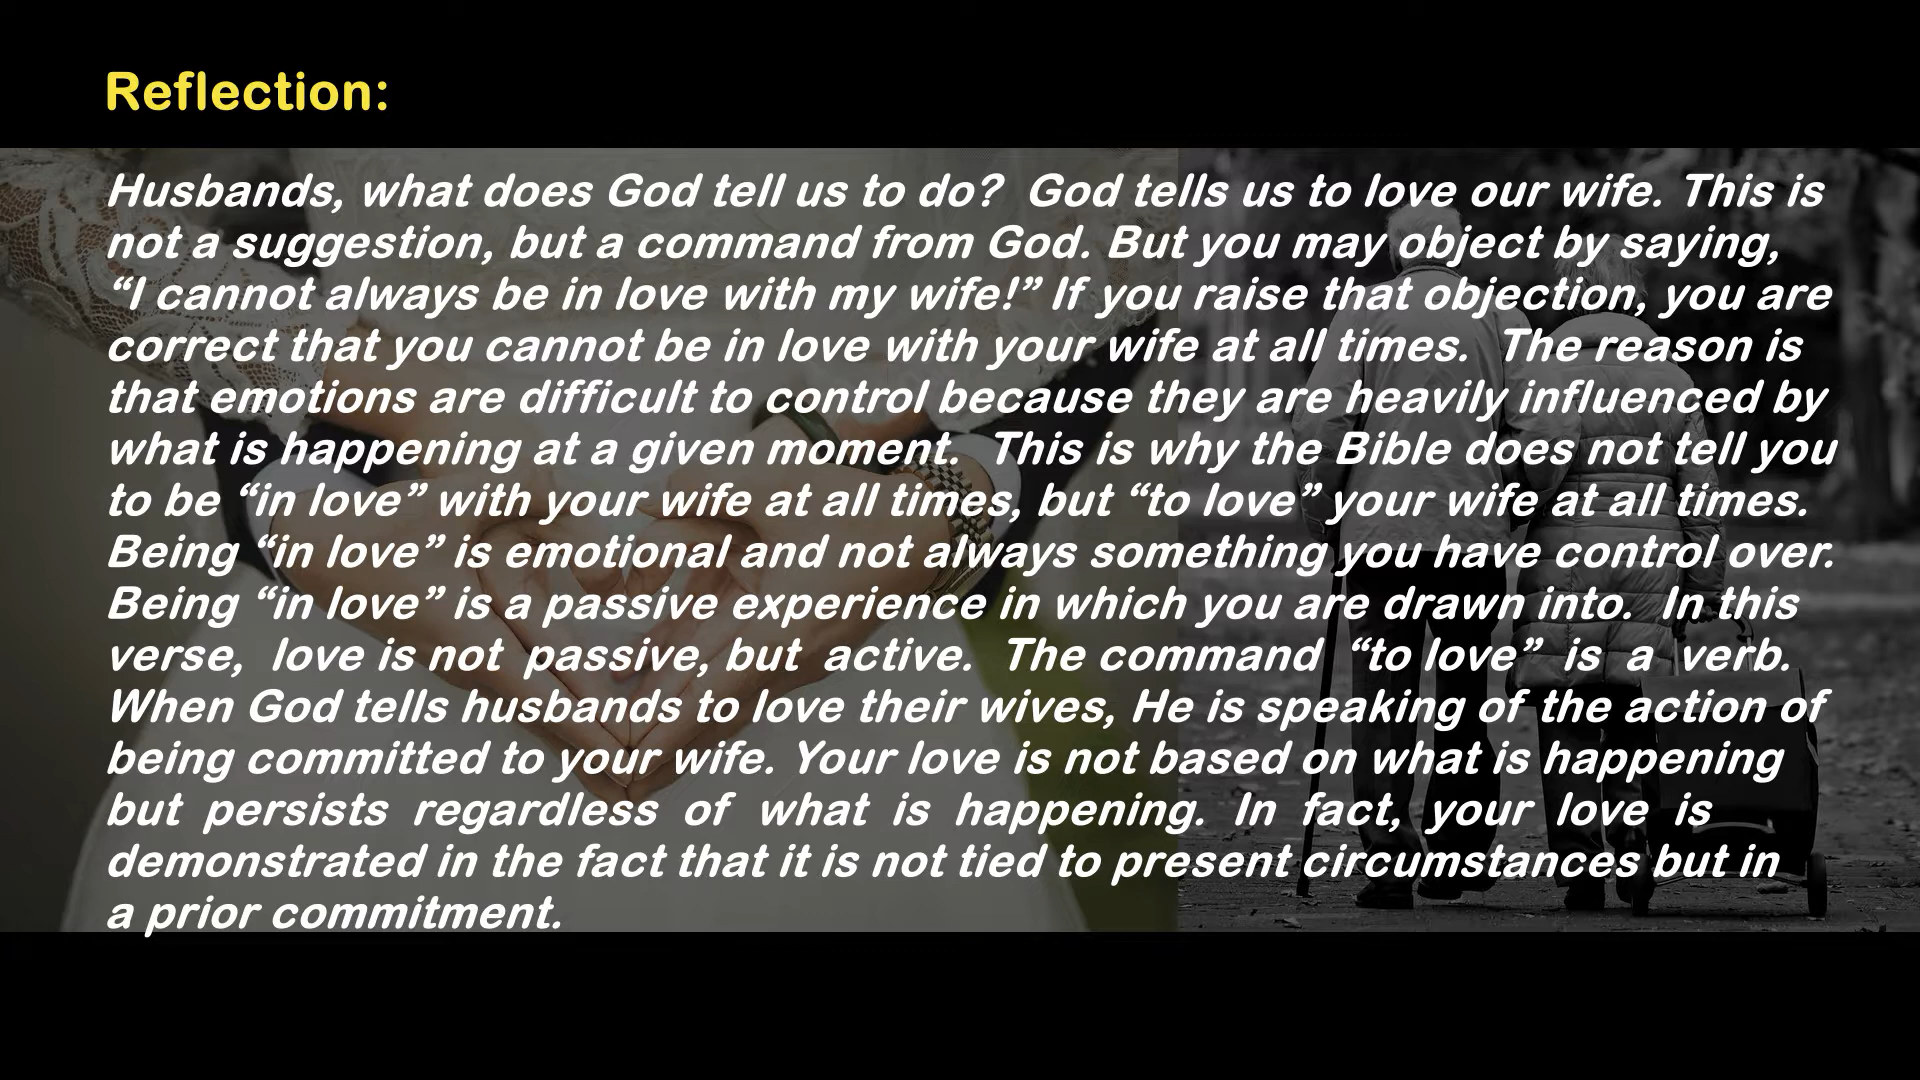 Reflection:
Husbands, what does God tell us to do?  God tells us to love our wife. This is
not a suggestion, but a command from God. But you may object by saying,
“I cannot always be in love with my wife!” If you raise that objection, you are
correct that you cannot be in love with your wife at all times.  The reason is
that emotions are difficult to control because they are heavily influenced by
what is happening at a given moment.  This is why the Bible does not tell you
to be “in love” with your wife at all times, but “to love” your wife at all times.
Being “in love” is emotional and not always something you have control over.
Being “in love” is a passive experience in which you are drawn into.  In this
verse,  love is not  passive, but  active.  The command  “to love”  is  a  verb.
When God tells husbands to love their wives, He is speaking of the action of
being committed to your wife. Your love is not based on what is happening
but  persists  regardless  of  what  is  happening.  In  fact,  your  love  is
demonstrated in the fact that it is not tied to present circumstances but in
a prior commitment.